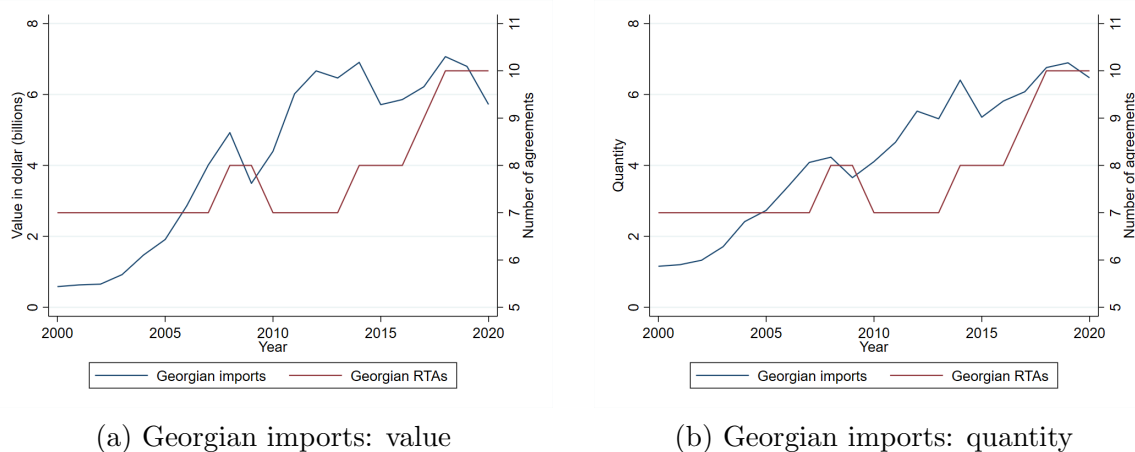 8
6
4
2
0
Value in dollar (billions)
11
10
9
8
7
6
5
Number of agreements
2000 2005 2010 2015 2020
Year
Georgian imports Georgian RTAs
(a) Georgian imports: value
8
6
4
2
0
Quantity
11
10
9
8
7
6
5
Number of agreements
2000 2005 2010 2015 2020
Year
Georgian imports Georgian RTAs
(b) Georgian imports: quantity